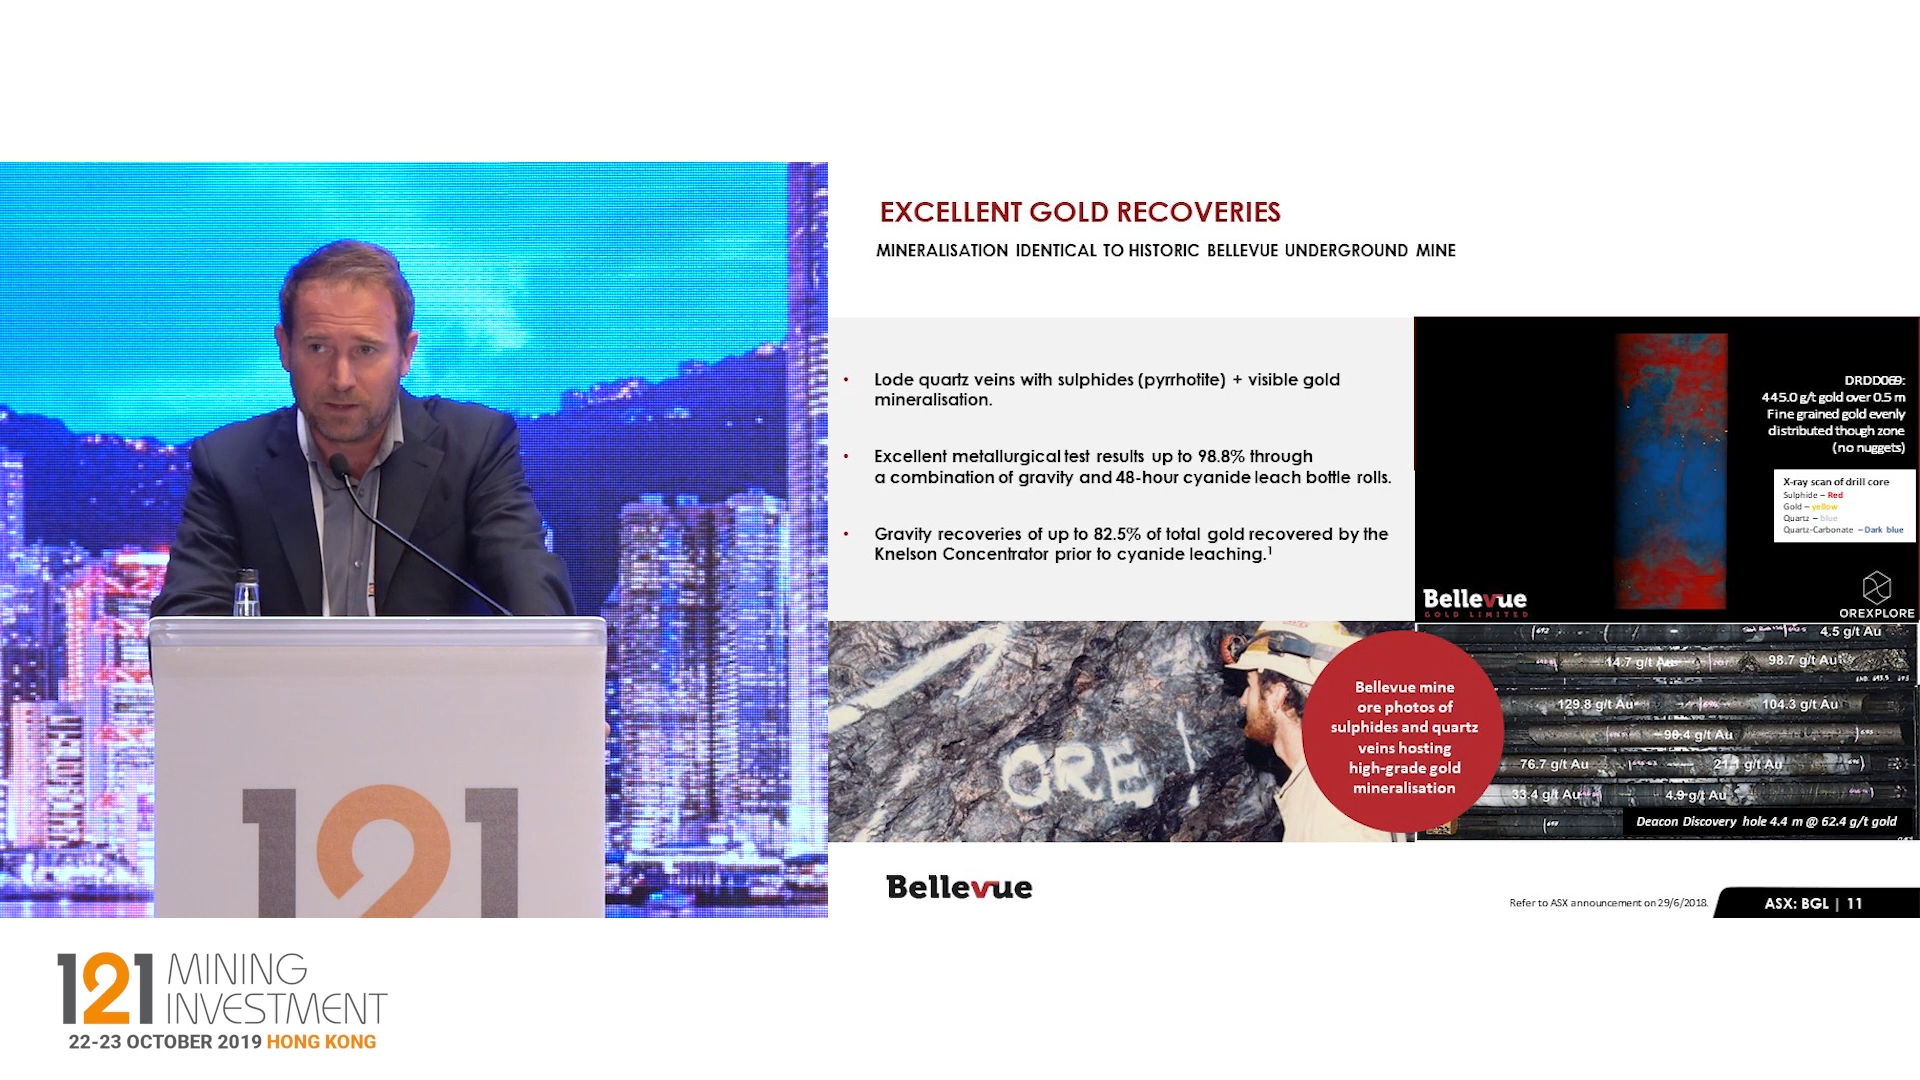 EXCELLENT GOLD RECOVERIES
MINERALISATION IDENTICAL TO HISTORIC BELLEVUE UNDERGROUND MINE
• Lode quartz veins with sulphides (pyrrhotite) + visible gold
mineralisation.
• Excellent metallurgical test results up to 98.8% through
a combination of gravity and 48-hour cyanide leach bottle rolls.
• Gravity recoveries of up to 82.5% of total gold recovered by the
Knelson Concentrator prior to cyanide leaching.¹
DRDD069:
445.0 g/t gold over 0.5 m
Fine grained gold evenly
distributed though zone
(no nuggets)
X-ray scan of drill core
Sulphide – Red
Gold – yellow
Quartz – blue
Quartz-Carbonate – Dark blue
Bellevue
GOLD LIMITED
OREXPLORE
ORE!
Bellevue mine
ore photos of
sulphides and quartz
veins hosting
high-grade gold
mineralisation
4.5 g/t Au
14.7 g/t Au
98.7 g/t Au
129.8 g/t Au
104.3 g/t Au
90.4 g/t Au
76.7 g/t Au
21.1 g/t Au
33.4 g/t Au
4.9 g/t Au
Deacon Discovery hole 4.4 m @ 62.4 g/t gold
Bellevue
Refer to ASX announcement on 29/6/2018.
ASX: BGL | 11
121
121 MINING
INVESTMENT
22-23 OCTOBER 2019 HONG KONG